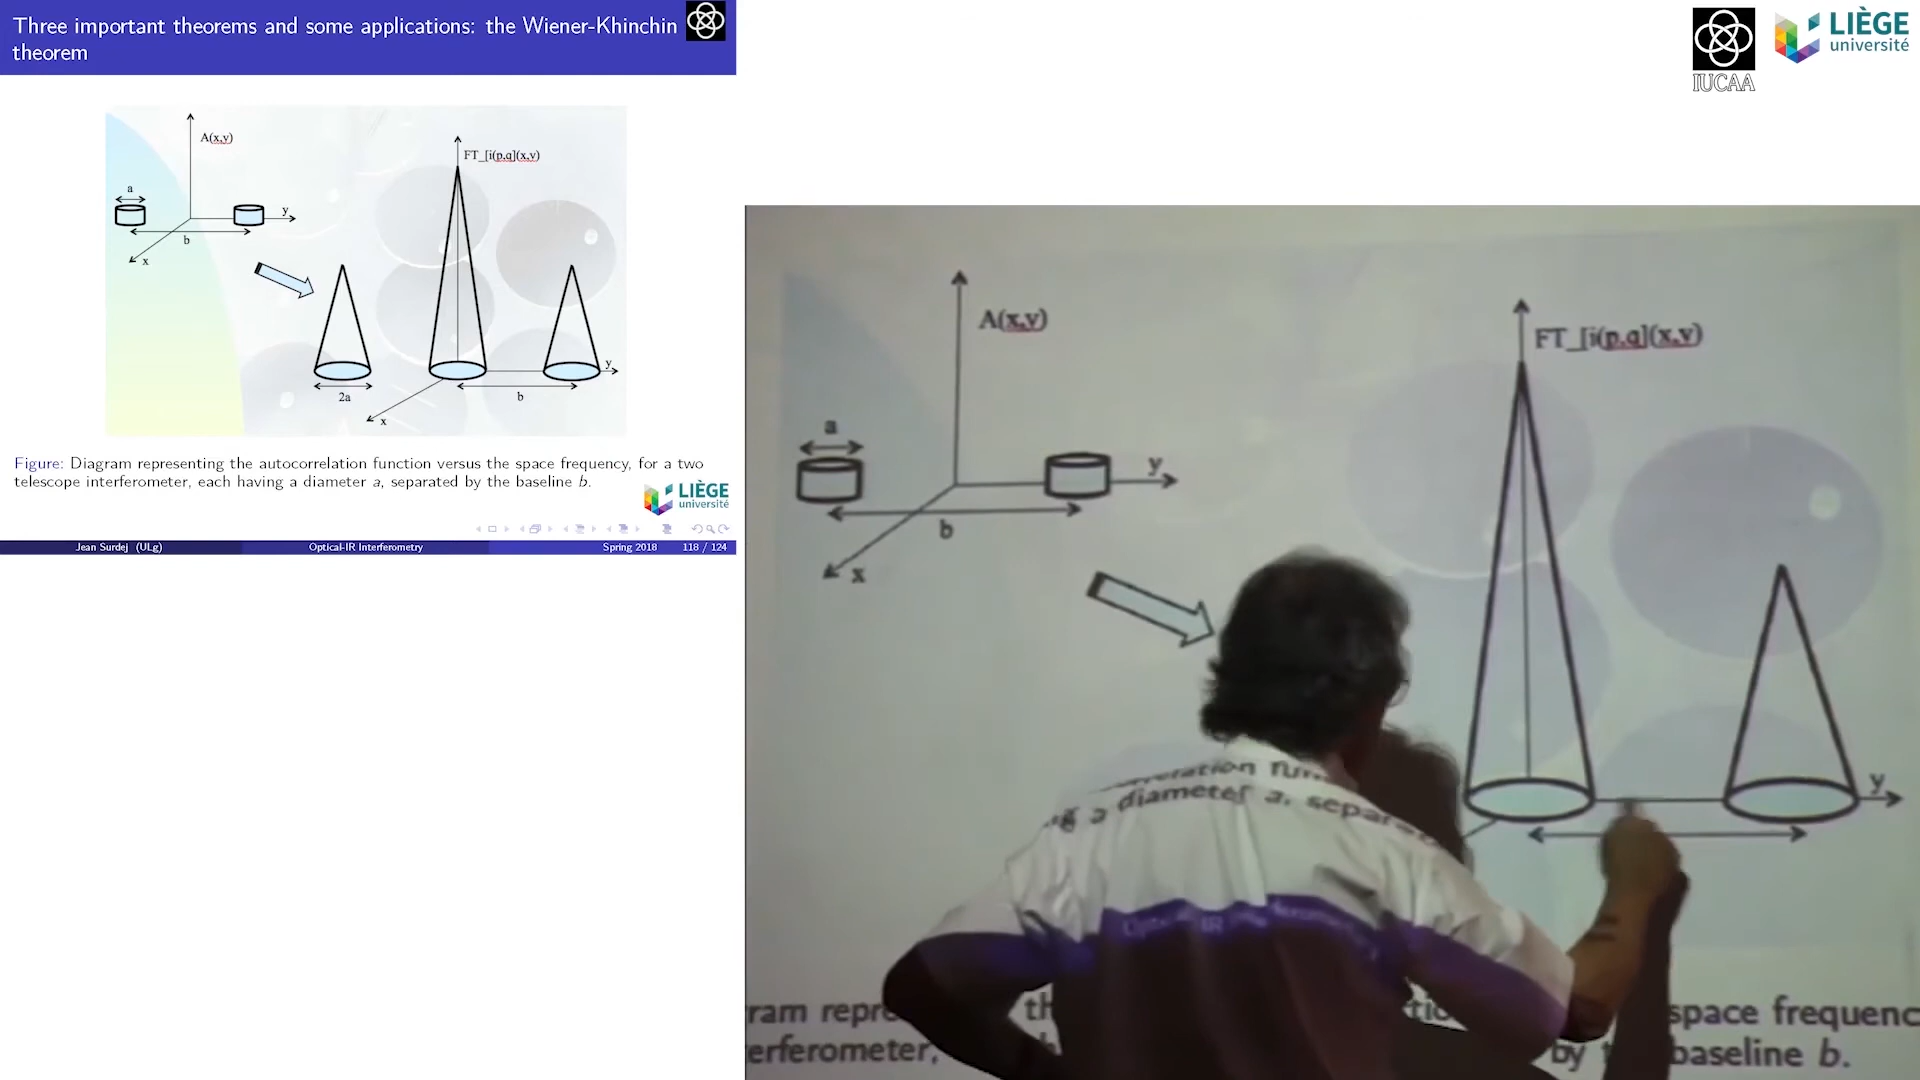 Three important theorems and some applications: the Wiener-Khinchin
theorem
A(x,y)
FT_[i(p,q](x,y)
a
y
b
x
y
2a
b
x
Figure: Diagram representing the autocorrelation function versus the space frequency, for a two
telescope interferometer, each having a diameter a, separated by the baseline b.
LIÈGE
université
Jean Surdej (ULg) Optical-IR Interferometry Spring 2018 118 / 124
IUCAA
LIÈGE
université
A(x,y)
FT_[i(p,q](x,y)
a
y
b
x
y
diameter a, separ
space frequenc
erferometer,
by baseline b.